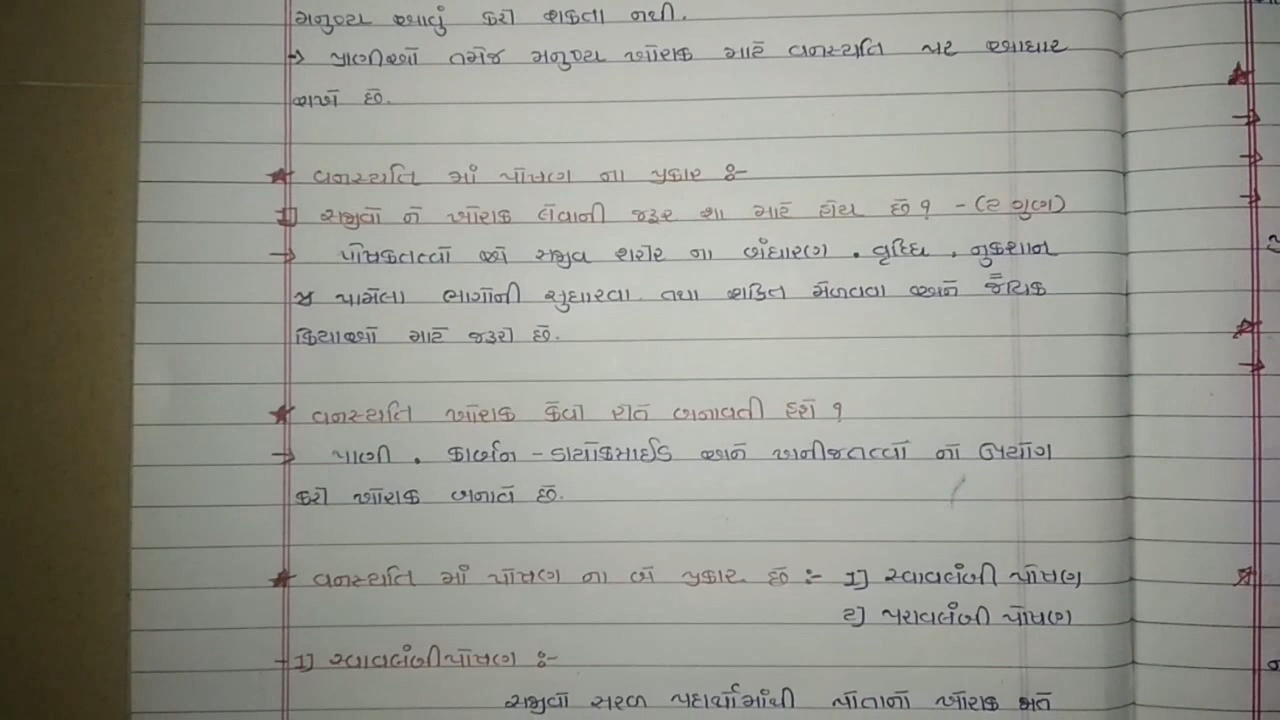 મનુષ્ય આવું કરી શકતા નથી.
→ પ્રાણીઓ તેમજ મનુષ્ય ખોરાક માટે વનસ્પતિ પર આધાર
રાખે છે.
★ વનસ્પતિ માં પોષણ ના પ્રકાર :-
1] સજીવો ને ખોરાક લેવાની જરૂર શા માટે હોય છે? - (૨ ગુણ)
→ પોષકતત્વો એ સજીવ શરીર ના બંધારણ , વૃધ્ધિ , નુકશાન
પામેલા ભાગોની સુધારવા તથા શક્તિ મેળવવા અને જૈવિક
ક્રિયાઓ માટે જરૂરી છે.
★ વનસ્પતિ ખોરાક કેવી રીતે બનાવતી હશે ?
→ પાણી , કાર્બન - ડાયોક્સાઈડ અને ખનીજતત્વો નો ઉપયોગ
કરી ખોરાક બનાવે છે.
★ વનસ્પતિ માં પોષણ ના બે પ્રકાર છે :- 1] સ્વાવલંબી પોષણ
૨] પરાવલંબી પોષણ
→ 1] સ્વાવલંબી પોષણ :-
સજીવો સરળ પદાર્થોમાંથી પોતાનો ખોરાક જાતે